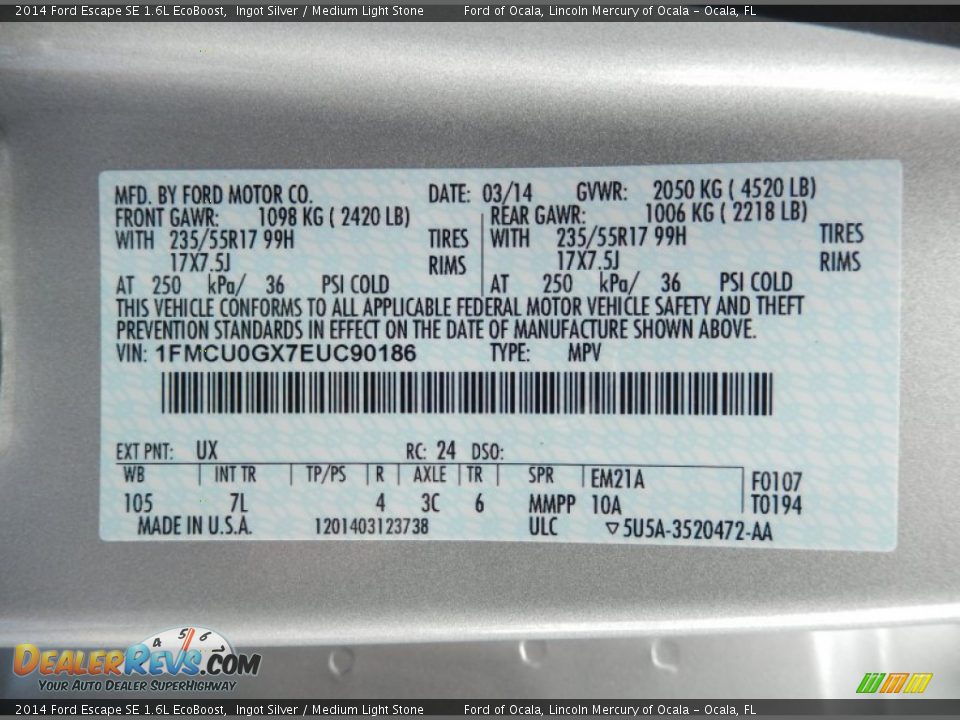 2014 Ford Escape SE 1.6L EcoBoost, Ingot Silver / Medium Light Stone Ford of Ocala, Lincoln Mercury of Ocala - Ocala, FL
MFD. BY FORD MOTOR CO. DATE: 03/14 GVWR: 2050 KG ( 4520 LB)
FRONT GAWR: 1098 KG ( 2420 LB) REAR GAWR: 1006 KG ( 2218 LB)
WITH 235/55R17 99H TIRES WITH 235/55R17 99H TIRES
17X7.5J RIMS 17X7.5J RIMS
AT 250 kPa/ 36 PSI COLD AT 250 kPa/ 36 PSI COLD
THIS VEHICLE CONFORMS TO ALL APPLICABLE FEDERAL MOTOR VEHICLE SAFETY AND THEFT
PREVENTION STANDARDS IN EFFECT ON THE DATE OF MANUFACTURE SHOWN ABOVE.
VIN: 1FMCU0GX7EUC90186 TYPE: MPV
EXT PNT: UX RC: 24 DSO:
WB INT TR TP/PS R AXLE TR SPR EM21A F0107
105 7L 4 3C 6 MMPP 10A T0194
MADE IN U.S.A. 1201403123738 ULC ▽5U5A-3520472-AA
4 5 6
DEALERREVS.COM
YOUR AUTO DEALER SUPERHIGHWAY
2014 Ford Escape SE 1.6L EcoBoost, Ingot Silver / Medium Light Stone Ford of Ocala, Lincoln Mercury of Ocala - Ocala, FL